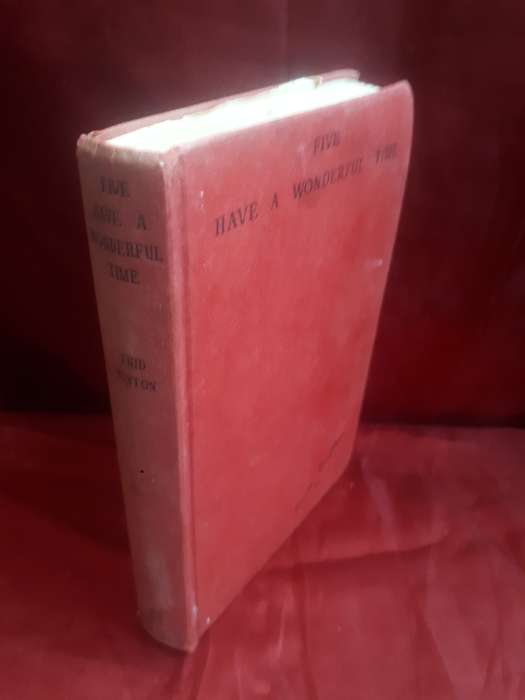 FIVE
HAVE A
WONDERFUL
TIME
ENID
BLYTON
FIVE
HAVE A WONDERFUL TIME